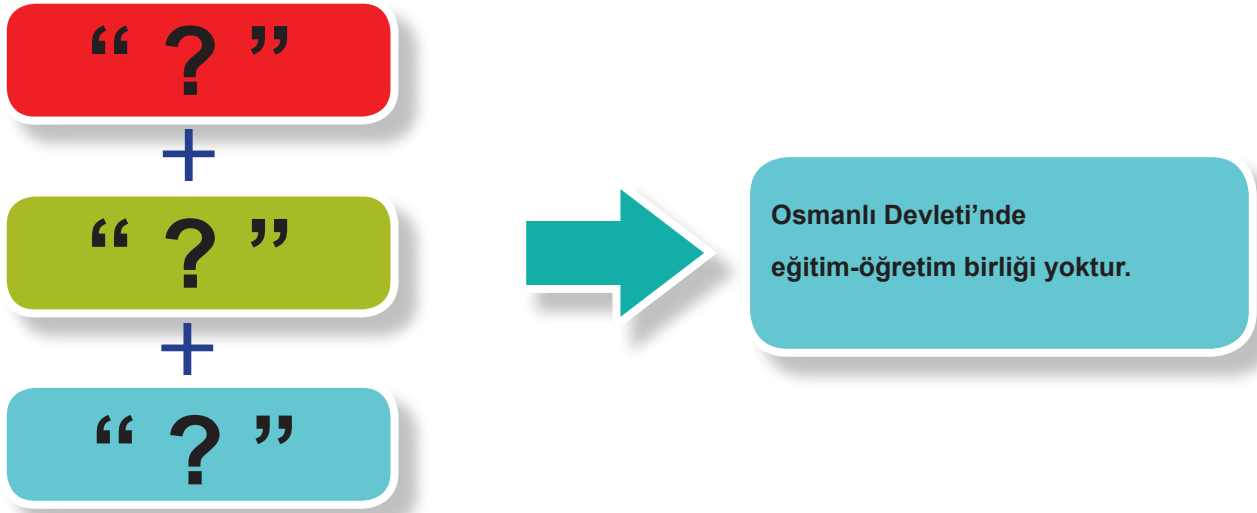 “ ? ”
+
“ ? ”
+
“ ? ”
Osmanlı Devleti’nde
eğitim-öğretim birliği yoktur.